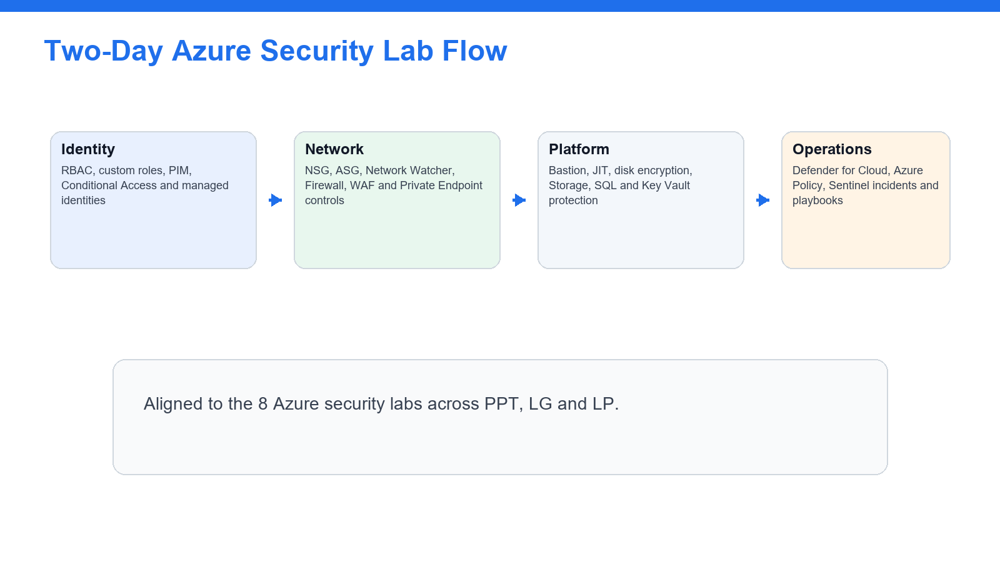 Two-Day Azure Security Lab Flow
Identity
RBAC, custom roles, PIM,
Conditional Access and managed
identities
Network
NSG, ASG, Network Watcher,
Firewall, WAF and Private Endpoint
controls
Platform
Bastion, JIT, disk encryption,
Storage, SQL and Key Vault
protection
Operations
Defender for Cloud, Azure
Policy, Sentinel incidents and
playbooks
Aligned to the 8 Azure security labs across PPT, LG and LP.